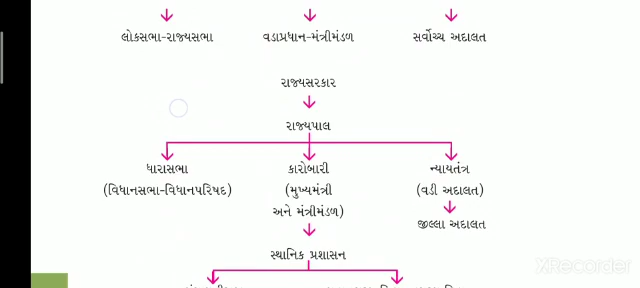 લોકસભા-રાજ્યસભા વડાપ્રધાન-મંત્રીમંડળ સર્વોચ્ચ અદાલત
રાજ્યસરકાર
રાજ્યપાલ
ધારાસભા કારોબારી ન્યાયતંત્ર
(વિધાનસભા-વિધાનપરિષદ) (મુખ્યમંત્રી (વડી અદાલત)
અને મંત્રીમંડળ) જીલ્લા અદાલત
સ્થાનિક પ્રશાસન
XRecorder